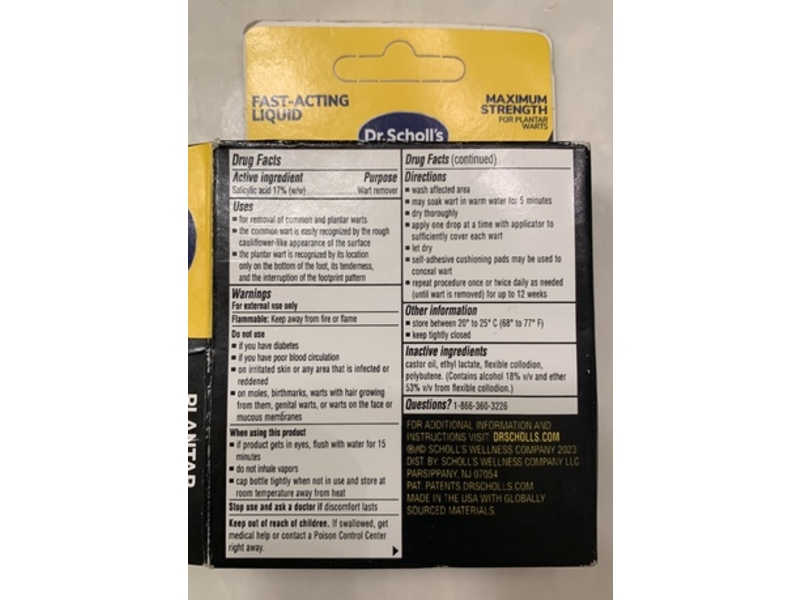 FAST-ACTING
LIQUID
MAXIMUM
STRENGTH
FOR PLANTAR
WARTS
Dr. Scholl's
Drug Facts
Active ingredient Purpose
Salicylic acid 17% (w/w) Wart remover
Uses
▪ for removal of common and plantar warts
▪ the common wart is easily recognized by the rough
cauliflower-like appearance of the surface
▪ the plantar wart is recognized by its location
only on the bottom of the foot, its tenderness,
and the interruption of the footprint pattern
Warnings
For external use only
Flammable: Keep away from fire or flame
Do not use
▪ if you have diabetes
▪ if you have poor blood circulation
▪ on irritated skin or any area that is infected or
reddened
▪ on moles, birthmarks, warts with hair growing
from them, genital warts, or warts on the face or
mucous membranes
When using this product
▪ if product gets in eyes, flush with water for 15
minutes
▪ do not inhale vapors
▪ cap bottle tightly when not in use and store at
room temperature away from heat
Stop use and ask a doctor if discomfort lasts
Keep out of reach of children. If swallowed, get
medical help or contact a Poison Control Center
right away.
Drug Facts (continued)
Directions
▪ wash affected area
▪ may soak wart in warm water for 5 minutes
▪ dry thoroughly
▪ apply one drop at a time with applicator to
sufficiently cover each wart
▪ let dry
▪ self-adhesive cushioning pads may be used to
conceal wart
▪ repeat procedure once or twice daily as needed
(until wart is removed) for up to 12 weeks
Other information
▪ store between 20° to 25° C (68° to 77° F)
▪ keep tightly closed
Inactive ingredients
castor oil, ethyl lactate, flexible collodion,
polybutene. (Contains alcohol 18% v/v and ether
53% v/v from flexible collodion.)
Questions? 1-866-360-3226
FOR ADDITIONAL INFORMATION AND
INSTRUCTIONS VISIT: DRSCHOLLS.COM
®/© SCHOLL'S WELLNESS COMPANY 2023
DIST. BY: SCHOLL'S WELLNESS COMPANY LLC
PARSIPPANY, NJ 07054
PAT: PATENTS.DRSCHOLLS.COM
MADE IN THE USA WITH GLOBALLY
SOURCED MATERIALS.
PLANTAR